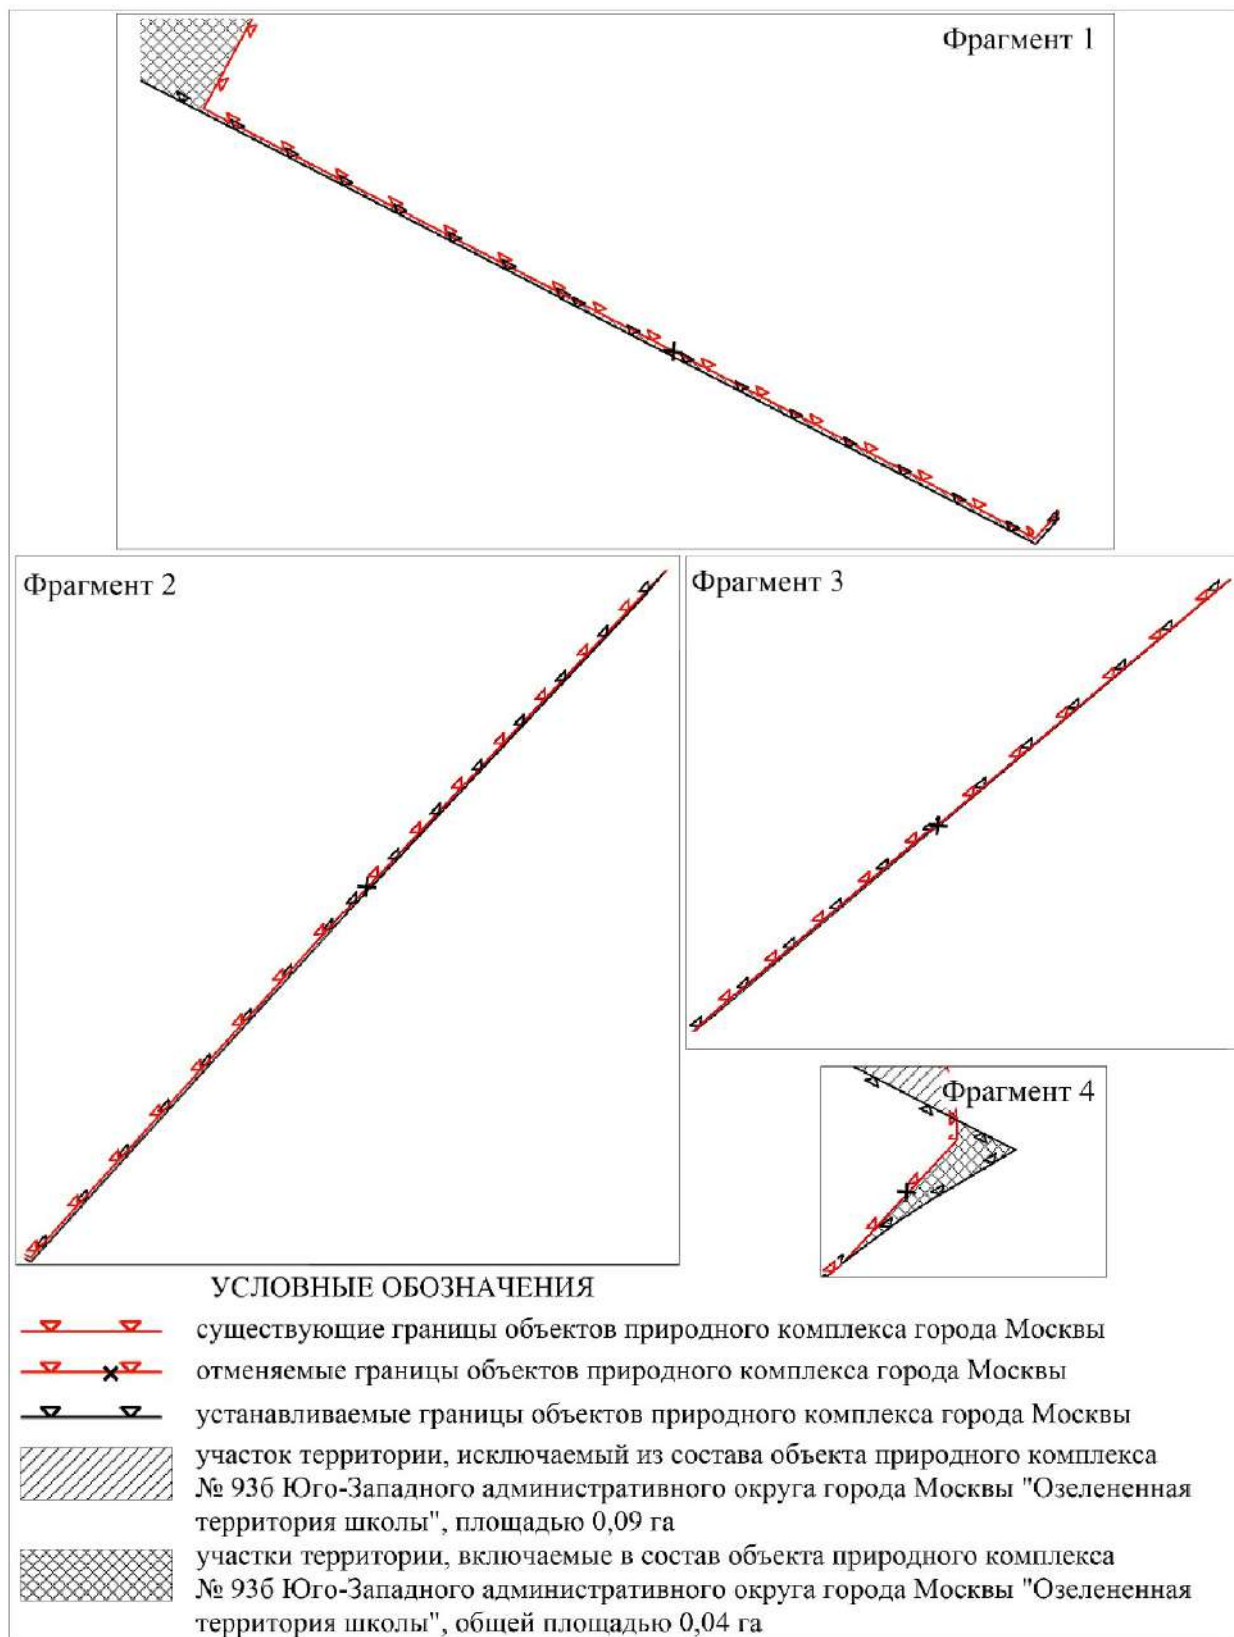 Фрагмент 1
Фрагмент 2
Фрагмент 3
Фрагмент 4
УСЛОВНЫЕ ОБОЗНАЧЕНИЯ
существующие границы объектов природного комплекса города Москвы
отменяемые границы объектов природного комплекса города Москвы
устанавливаемые границы объектов природного комплекса города Москвы
участок территории, исключаемый из состава объекта природного комплекса
№ 93б Юго-Западного административного округа города Москвы "Озелененная
территория школы", площадью 0,09 га
участки территории, включаемые в состав объекта природного комплекса
№ 93б Юго-Западного административного округа города Москвы "Озелененная
территория школы", общей площадью 0,04 га